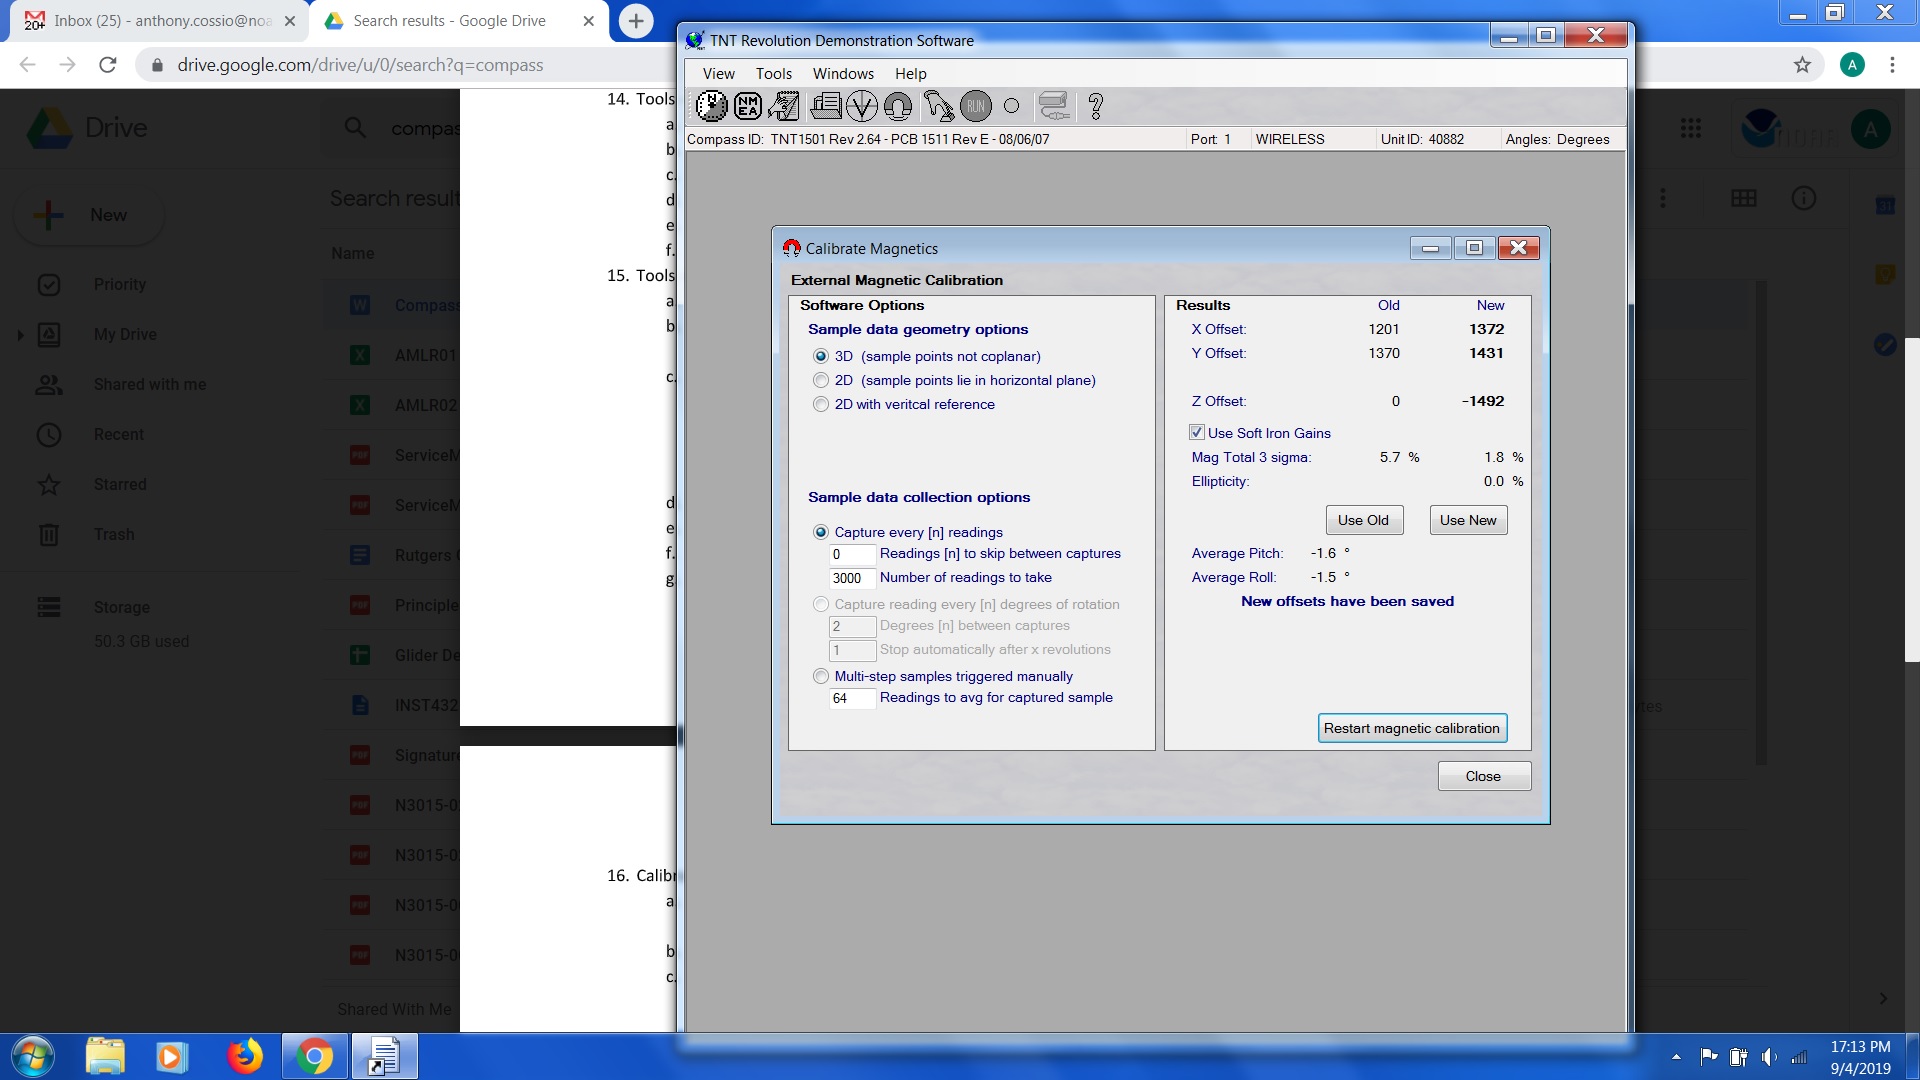 Inbox (25) - anthony.cossio@noa
Search results - Google Drive
drive.google.com/drive/u/0/search?q=compass
A
Drive
compas
New
Search result
Name
Priority
My Drive
Shared with me
Recent
Starred
Trash
Storage
50.3 GB used
Compass
AMLR01
AMLR02
ServiceM
ServiceM
Rutgers
Principle
Glider De
INST432
Signature
N3015-0
N3015-0
N3015-0
N3015-0
Shared With Me
14. Tools
a
b
c.
d
e
f.
15. Tools
a
b
c.
d
e
f.
g
16. Calibr
a
b
c.
TNT Revolution Demonstration Software
View Tools Windows Help
NM
EA
RUN
Compass ID: TNT1501 Rev 2.64 - PCB 1511 Rev E - 08/06/07 Port: 1 WIRELESS Unit ID: 40882 Angles: Degrees
Calibrate Magnetics
External Magnetic Calibration
Software Options
Sample data geometry options
3D (sample points not coplanar)
2D (sample points lie in horizontal plane)
2D with veritcal reference
Sample data collection options
Capture every [n] readings
0 Readings [n] to skip between captures
3000 Number of readings to take
Capture reading every [n] degrees of rotation
2 Degrees [n] between captures
1 Stop automatically after x revolutions
Multi-step samples triggered manually
64 Readings to avg for captured sample
Results Old New
X Offset: 1201 1372
Y Offset: 1370 1431
Z Offset: 0 -1492
Use Soft Iron Gains
Mag Total 3 sigma: 5.7 % 1.8 %
Ellipticity: 0.0 %
Use Old Use New
Average Pitch: -1.6 °
Average Roll: -1.5 °
New offsets have been saved
Restart magnetic calibration
Close
A
17:13 PM
9/4/2019